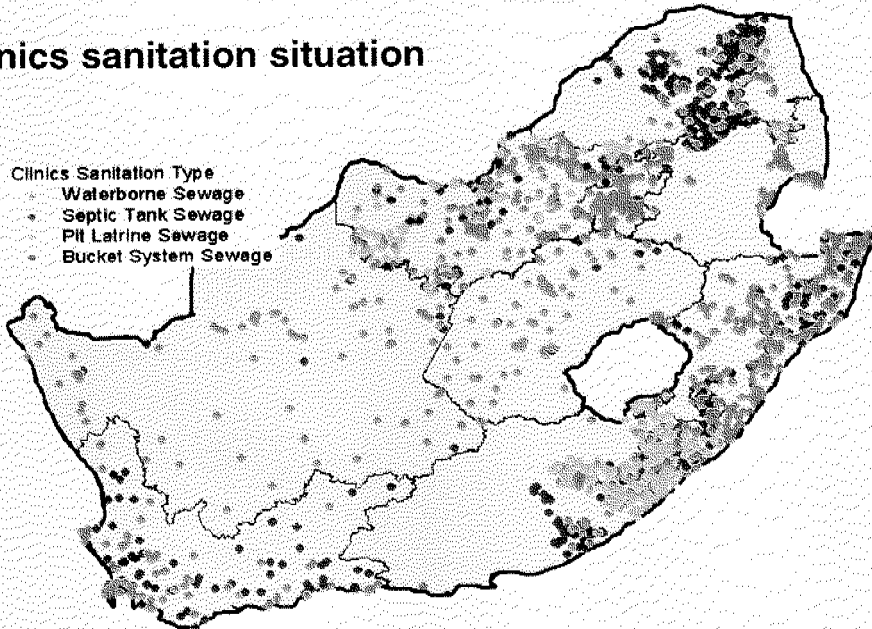 nics sanitation situation
Clinics Sanitation Type
Waterborne Sewage
Septic Tank Sewage
Pit Latrine Sewage
Bucket System Sewage